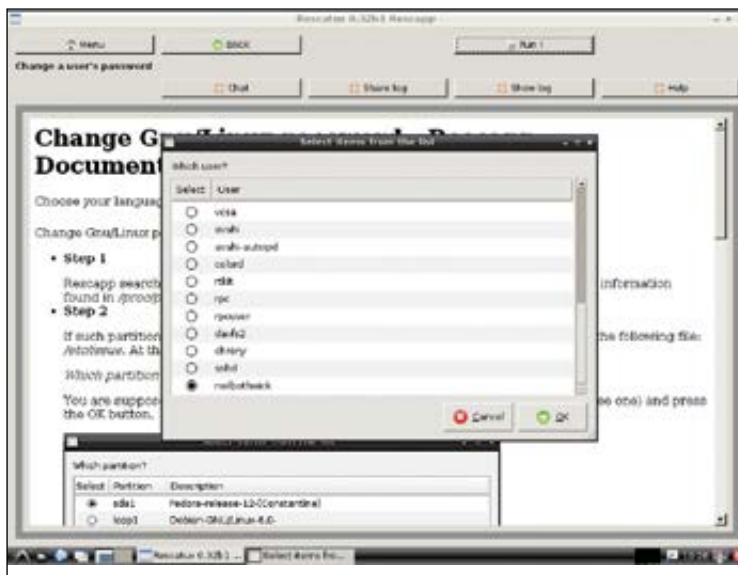 Rescatux 0.32b1 Rescapp
Menu
Back
Run !
Change a user's password
Chat
Share log
Show log
Help
Change Gnu/Linux
Document
Choose your languag
Change Gnu/Linux p
• Step 1
Rescapp search
information
found in /proc/p
• Step 2
If such partition
the following file:
/etc/issue. At th
Which partition
You are suppos
se one) and press
the OK button.
Select items from the list
Which user?
Select User
vcsa
avahi
avahi-autoipd
colord
rtkit
rpc
rpcuser
davfs2
chrony
sshd
nelbothwick
Cancel
OK
Which partition?
Select Partition Description
sda1 Fedora-release-12-(Constantine)
loop1 Debian-GNU/Linux-6.0-
Rescatux 0.32b1 ...
Select items fro...